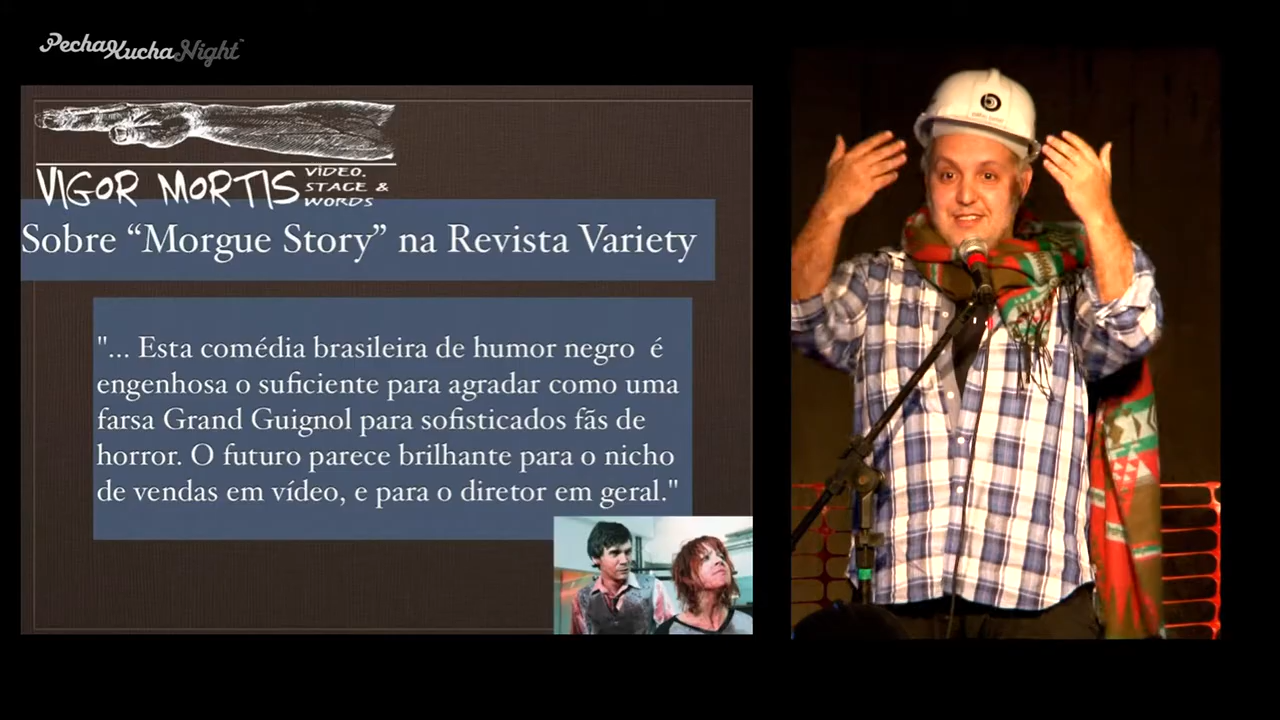 PechaKuchaNight™
VIGOR MORTIS
VÍDEO.
STAGE &
WORDS
Sobre “Morgue Story” na Revista Variety
"... Esta comédia brasileira de humor negro é
engenhosa o suficiente para agradar como uma
farsa Grand Guignol para sofisticados fãs de
horror. O futuro parece brilhante para o nicho
de vendas em vídeo, e para o diretor em geral."